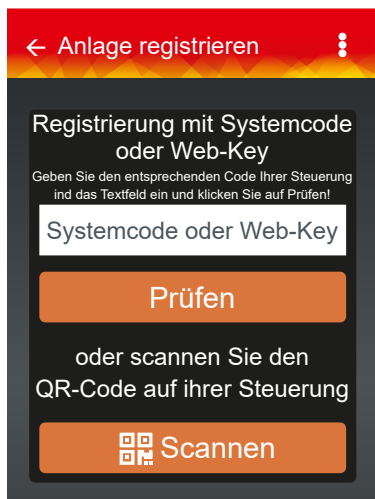 Anlage registrieren
Registrierung mit Systemcode
oder Web-Key
Geben Sie den entsprechenden Code Ihrer Steuerung
ind das Textfeld ein und klicken Sie auf Prüfen!
Systemcode oder Web-Key
Prüfen
oder scannen Sie den
QR-Code auf ihrer Steuerung
Scannen